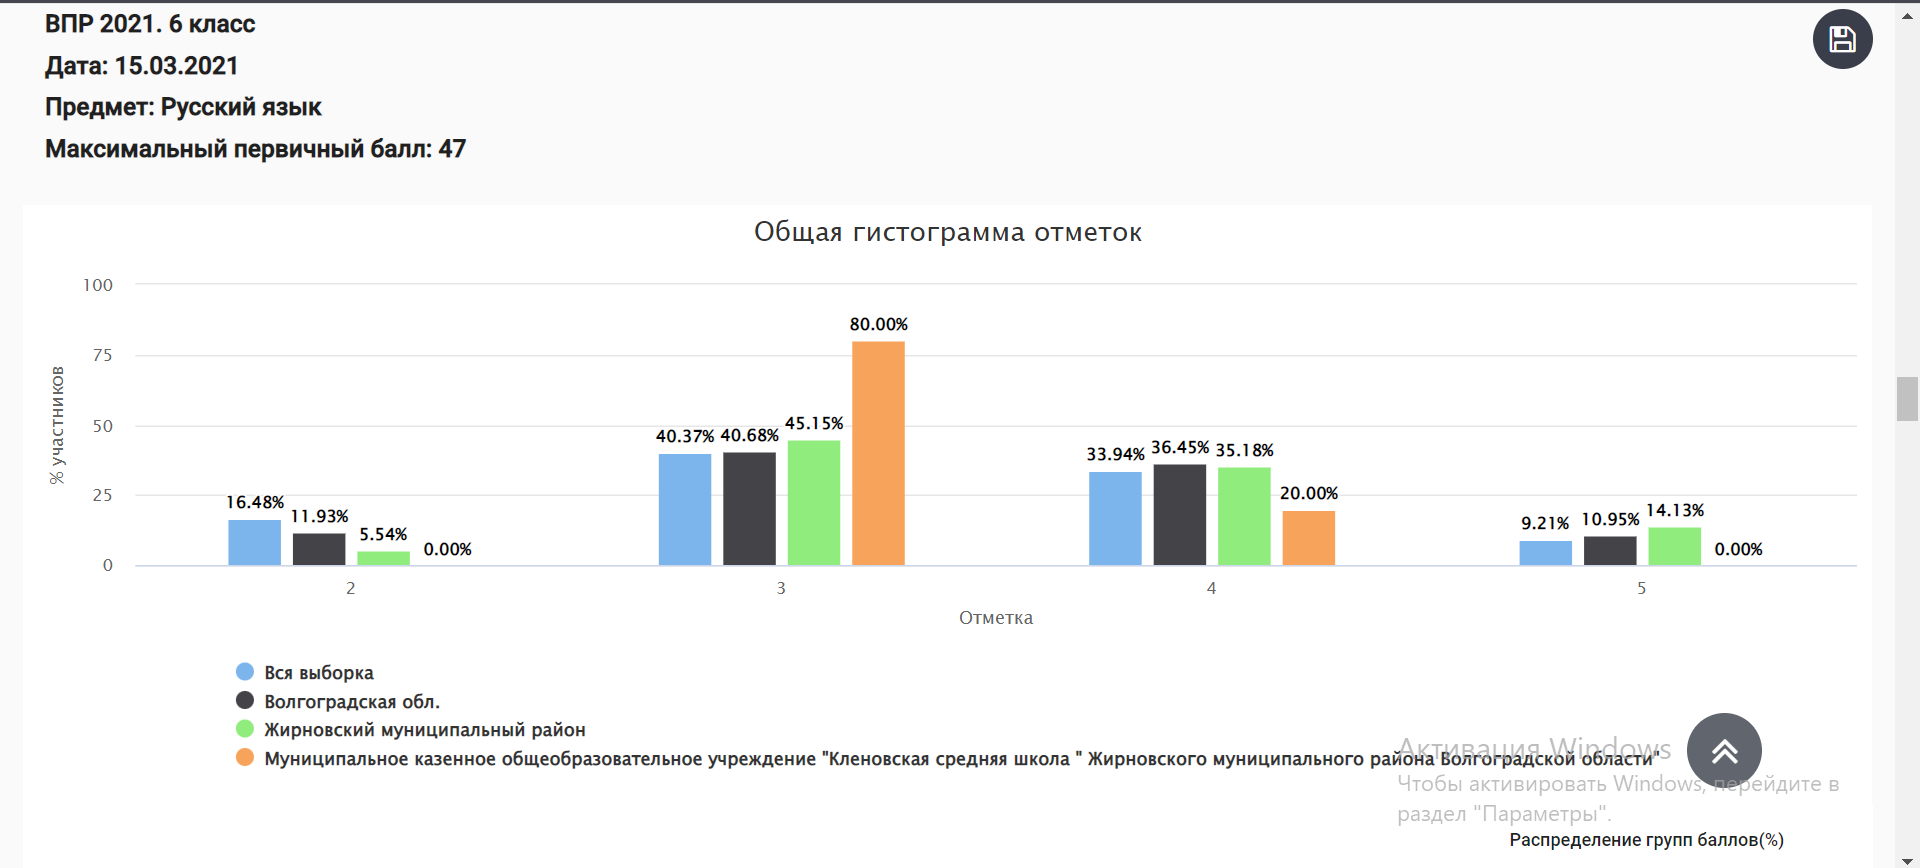 ВПР 2021. 6 класс
Дата: 15.03.2021
Предмет: Русский язык
Максимальный первичный балл: 47
Общая гистограмма отметок
% участников
100
75
50
25
0
16.48% 11.93% 5.54% 0.00%
40.37% 40.68% 45.15% 80.00%
33.94% 36.45% 35.18% 20.00%
9.21% 10.95% 14.13% 0.00%
2 3 4 5
Отметка
Вся выборка
Волгоградская обл.
Жирновский муниципальный район
Муниципальное казенное общеобразовательное учреждение "Кленовская средняя школа " Жирновского муниципального района Волгоградской области"
Активация Windows
Чтобы активировать Windows, перейдите в
раздел "Параметры".
Распределение групп баллов(%)